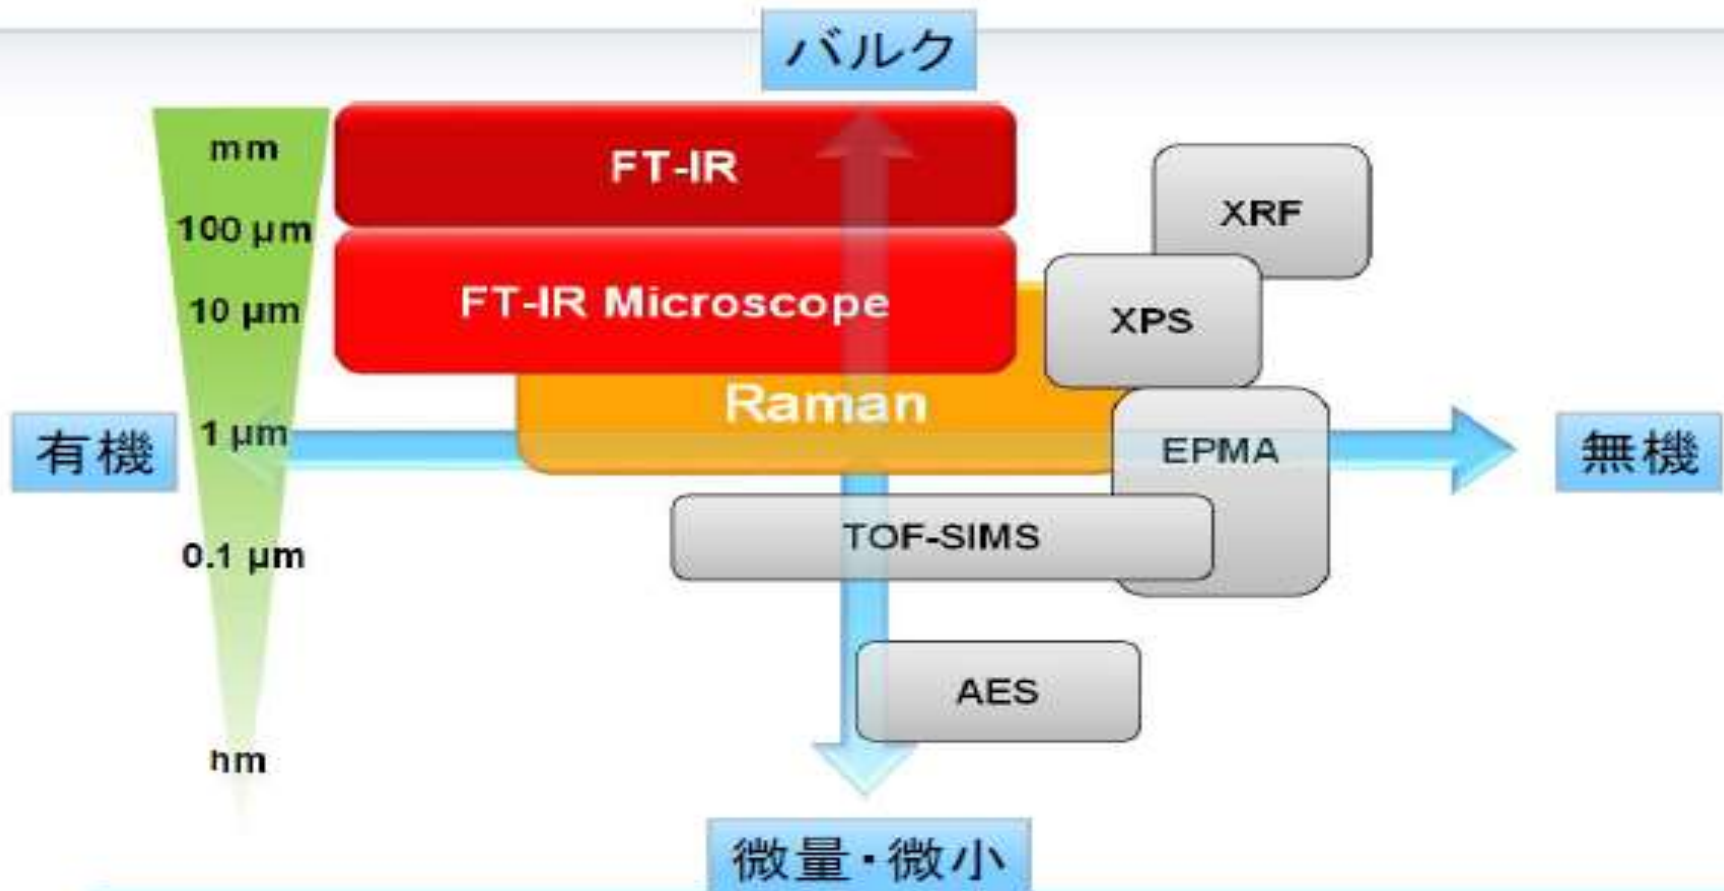 バルク
mm
FT-IR
XRF
100 µm
FT-IR Microscope
10 µm
XPS
Raman
有機
1 µm
EPMA
無機
TOF-SIMS
0.1 µm
AES
nm
微量・微小